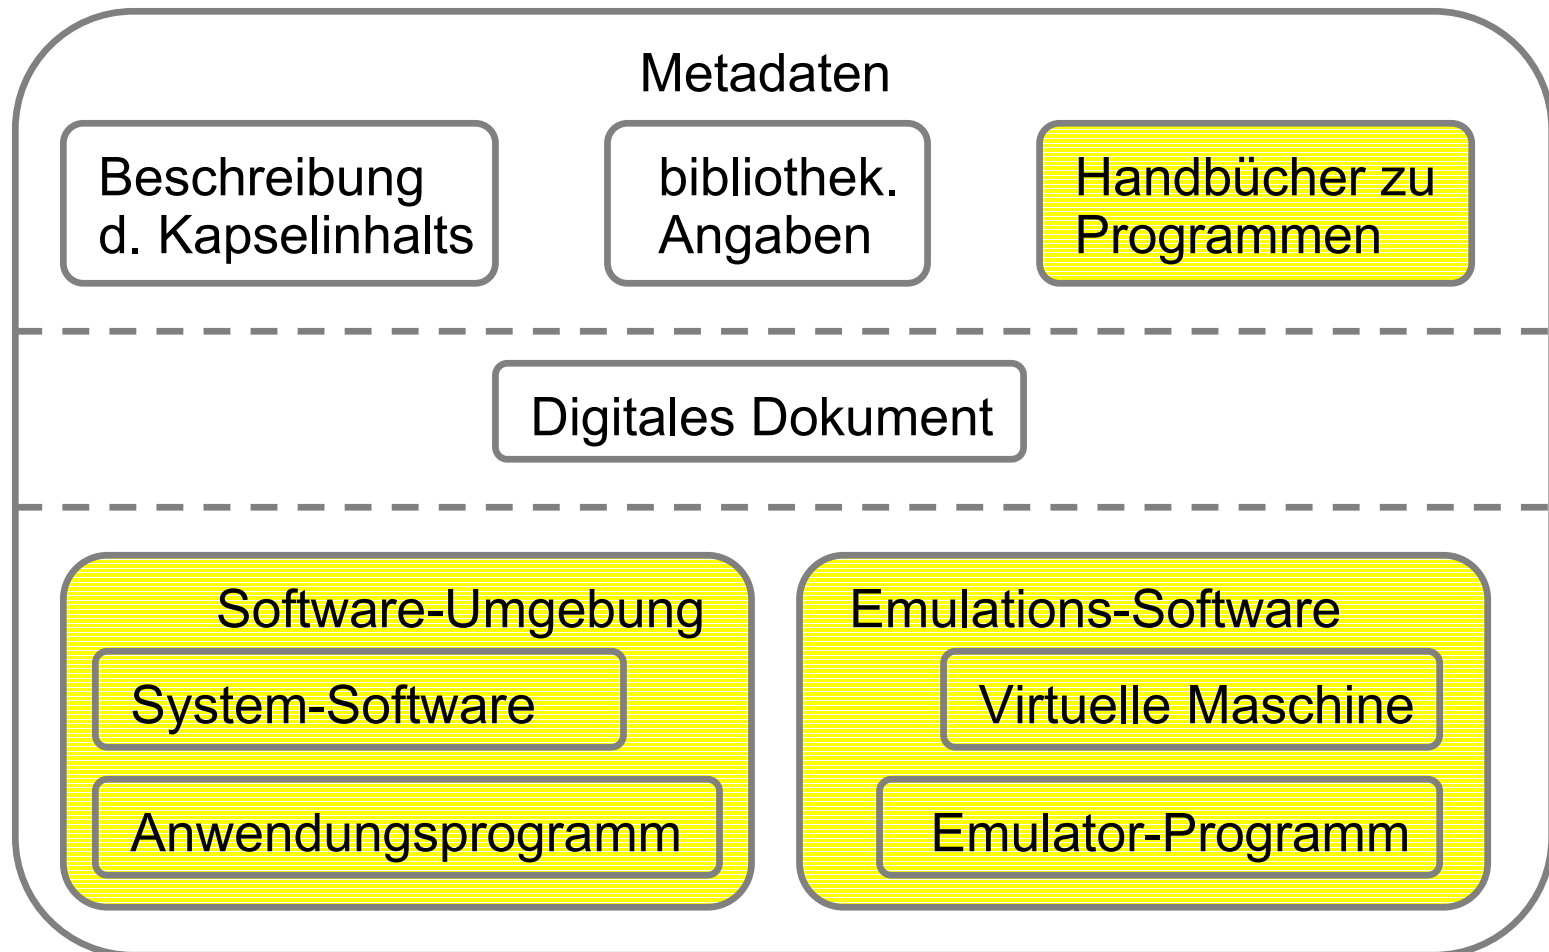 Metadaten
Beschreibung
d. Kapselinhalts
bibliothek.
Angaben
Handbücher zu
Programmen
Digitales Dokument
Software-Umgebung
System-Software
Anwendungsprogramm
Emulations-Software
Virtuelle Maschine
Emulator-Programm